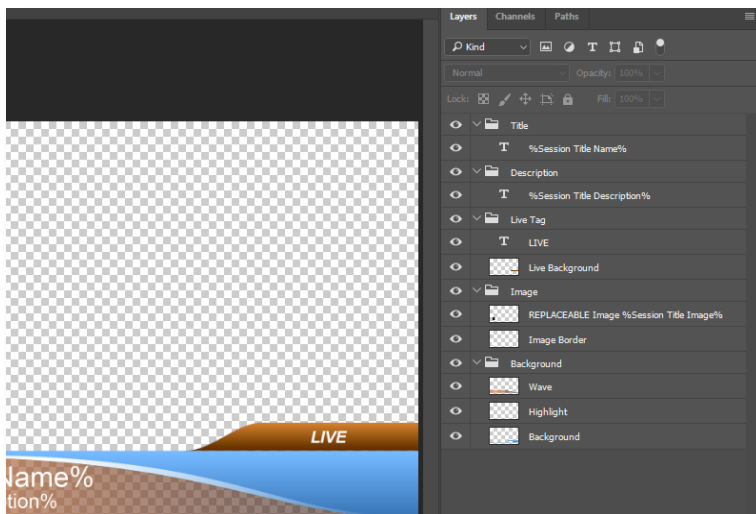 Layers Channels Paths
Kind
Normal Opacity: 100%
Lock: Fill: 100%
Title
T %Session Title Name%
Description
T %Session Title Description%
Live Tag
T LIVE
Live Background
Image
REPLACEABLE Image %Session Title Image%
Image Border
Background
Wave
Highlight
Background
LIVE
Name%
tion%